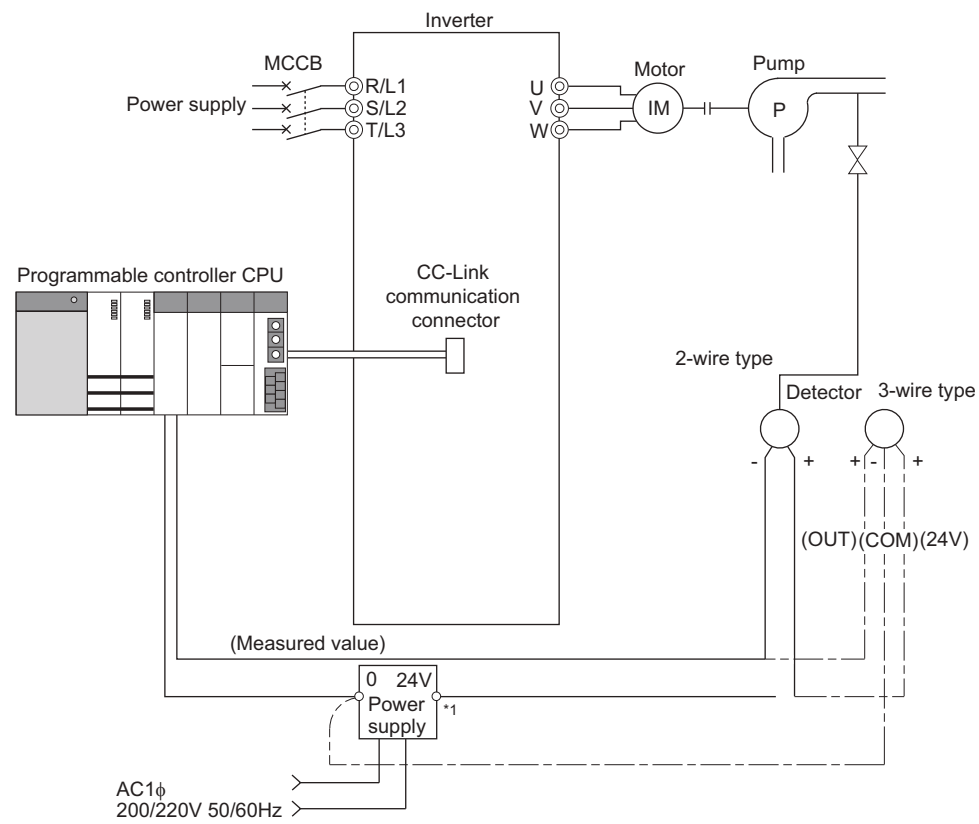 Inverter
MCCB
Power supply
R/L1
S/L2
T/L3
U
V
W
Motor
IM
Pump
P
Programmable controller CPU
CC-Link
communication
connector
2-wire type
Detector
3-wire type
- + + - +
(OUT) (COM) (24V)
(Measured value)
0 24V
Power
supply
*1
AC1ϕ
200/220V 50/60Hz